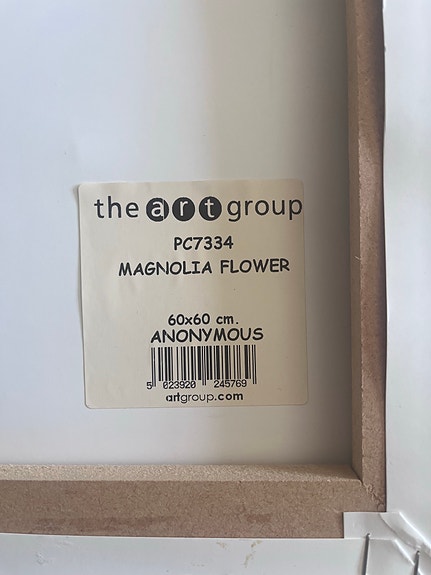 the art group
PC7334
MAGNOLIA FLOWER
60x60 cm.
ANONYMOUS
5 023920 245769
artgroup.com